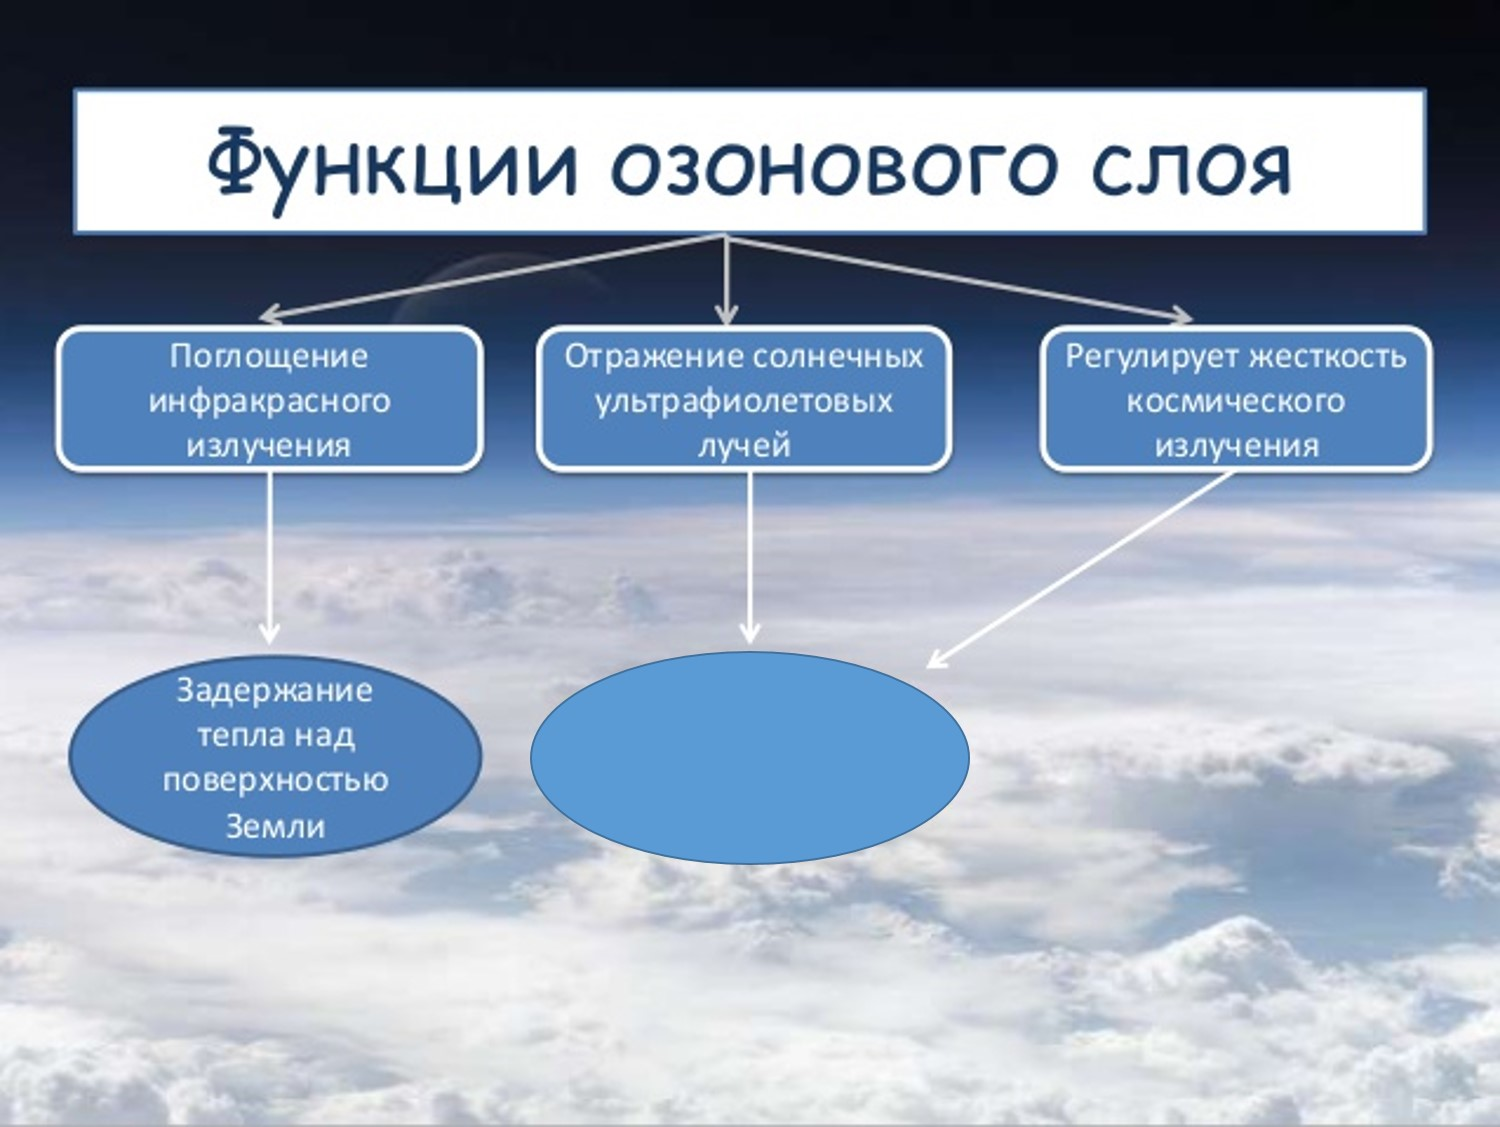 Функции озонового слоя
Поглощение
инфракрасного
излучения
Отражение солнечных
ультрафиолетовых
лучей
Регулирует жесткость
космического
излучения
Задержание
тепла над
поверхностью
Земли